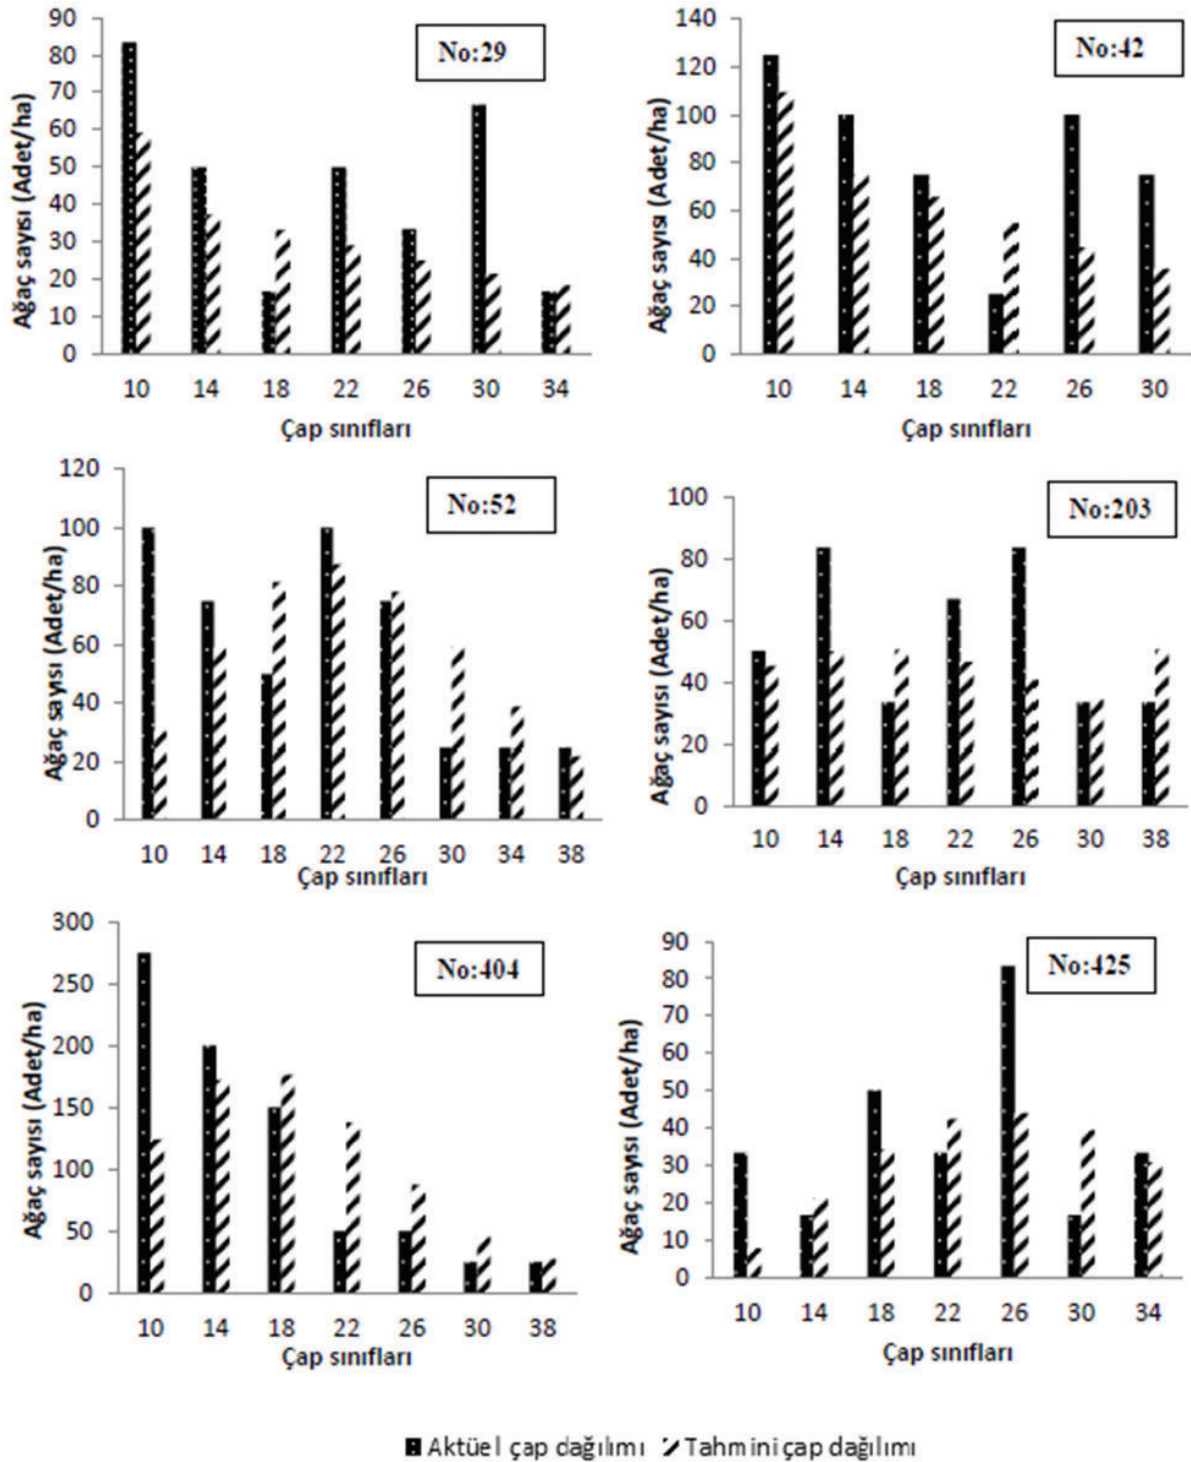 No:29
Ağaç sayısı (Adet/ha)
90
80
70
60
50
40
30
20
10
0
10 14 18 22 26 30 34
Çap sınıfları
No:42
Ağaç sayısı (Adet/ha)
140
120
100
80
60
40
20
0
10 14 18 22 26 30
Çap sınıfları
No:52
Ağaç sayısı (Adet/ha)
120
100
80
60
40
20
0
10 14 18 22 26 30 34 38
Çap sınıfları
No:203
Ağaç sayısı (Adet/ha)
100
80
60
40
20
0
10 14 18 22 26 30 38
Çap sınıfları
No:404
Ağaç sayısı (Adet/ha)
300
250
200
150
100
50
0
10 14 18 22 26 30 38
Çap sınıfları
No:425
Ağaç sayısı (Adet/ha)
90
80
70
60
50
40
30
20
10
0
10 14 18 22 26 30 34
Çap sınıfları
Aktüel çap dağılımı Tahmini çap dağılımı